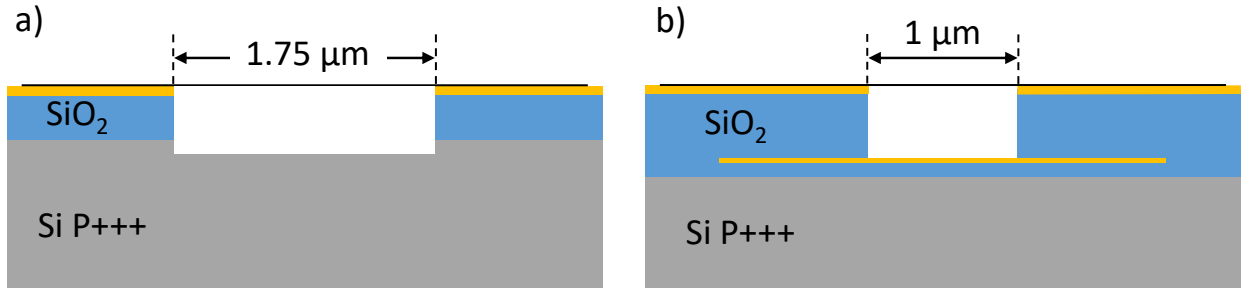 a)
1.75 μm
SiO₂
Si P+++
b)
1 μm
SiO₂
Si P+++